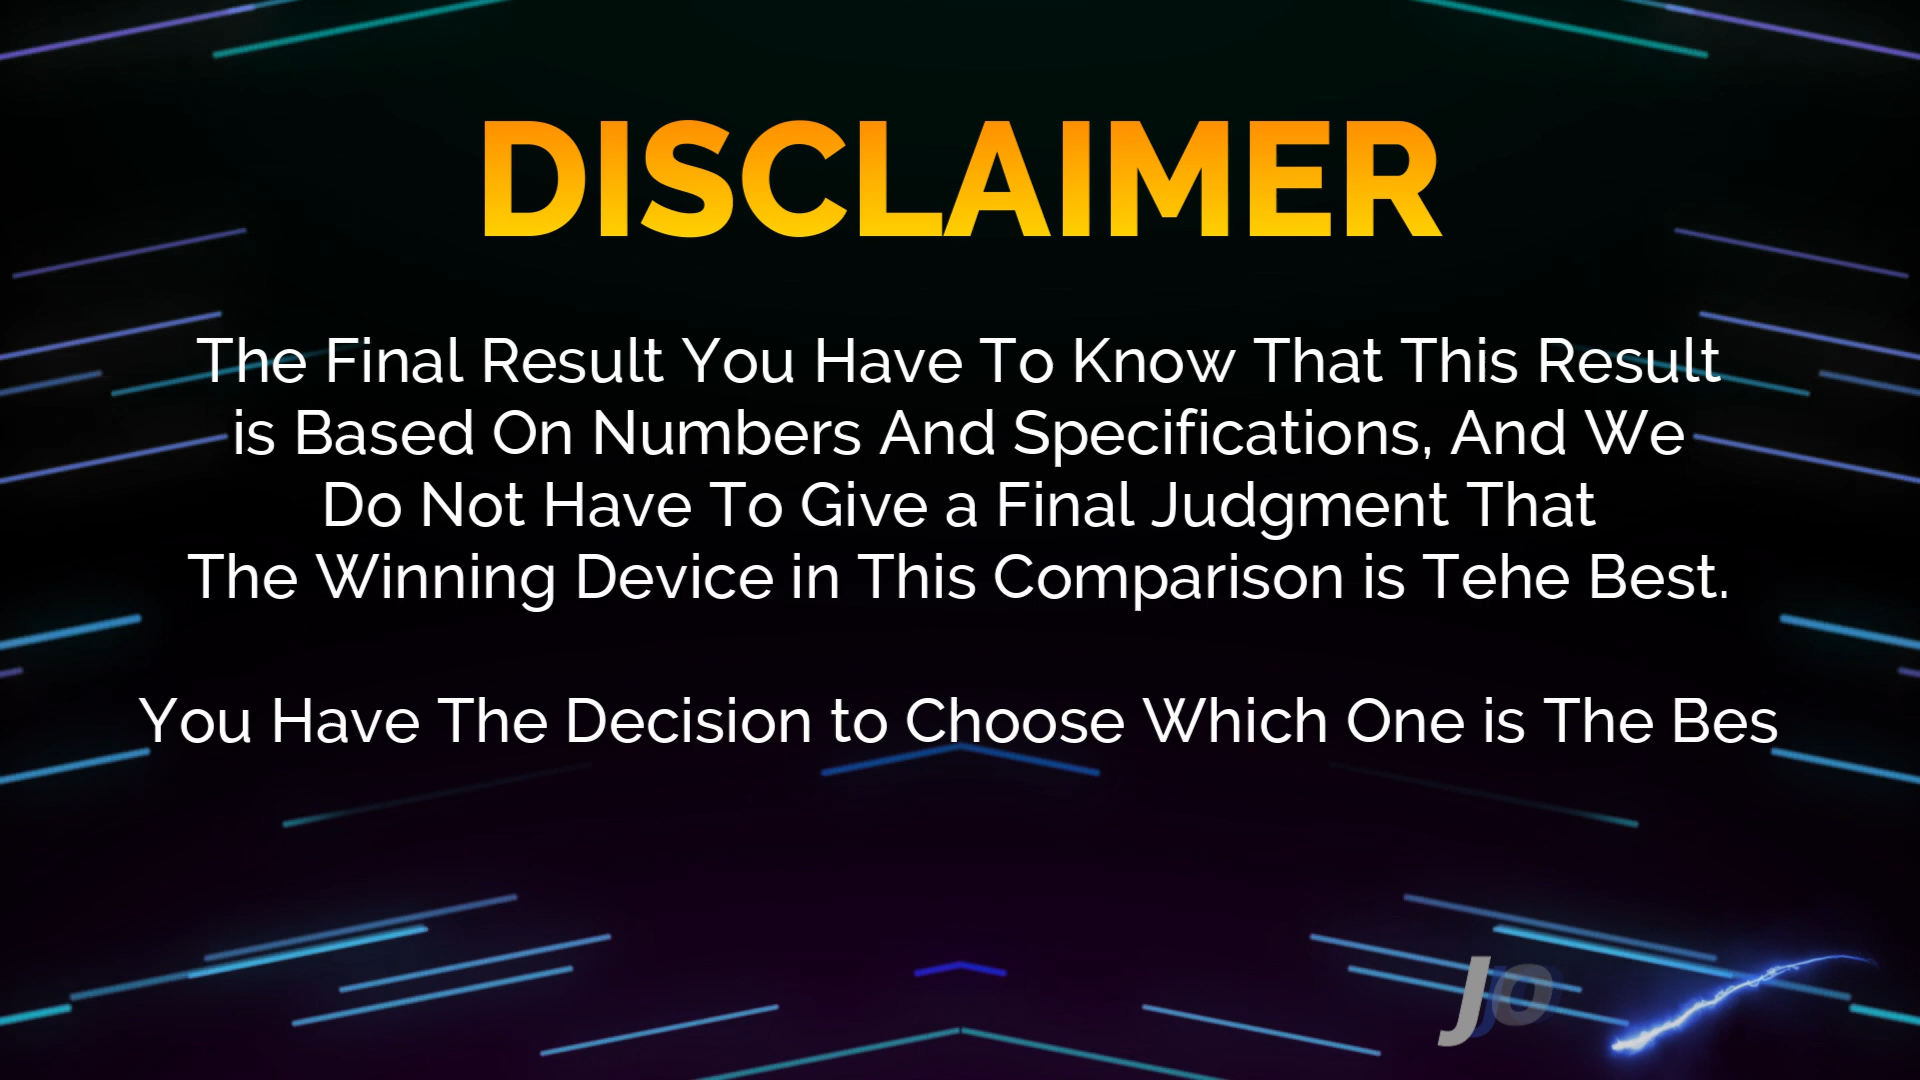 DISCLAIMER
The Final Result You Have To Know That This Result
is Based On Numbers And Specifications, And We
Do Not Have To Give a Final Judgment That
The Winning Device in This Comparison is Tehe Best.
You Have The Decision to Choose Which One is The Bes
Jo